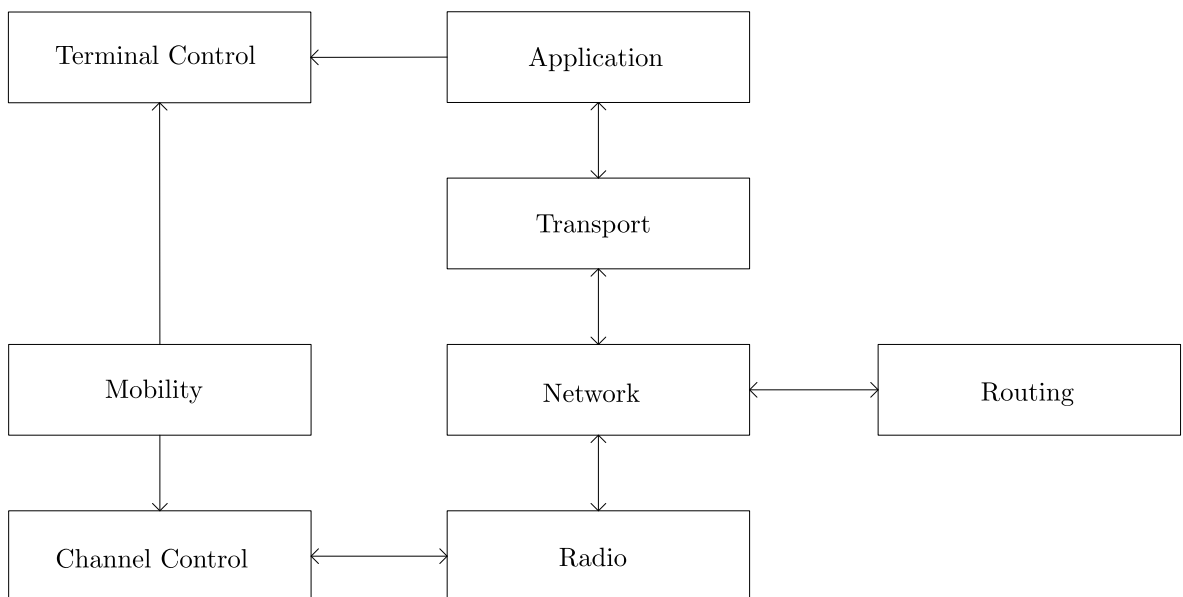 Terminal Control
Application
Transport
Mobility
Network
Routing
Channel Control
Radio